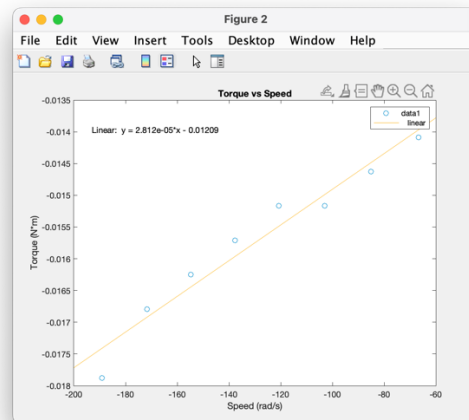 Figure 2
File Edit View Insert Tools Desktop Window Help
Torque vs Speed
-0.0135
data1
linear
-0.014
Linear: y = 2.812e-05*x - 0.01209
-0.0145
-0.015
-0.0155
-0.016
-0.0165
-0.017
-0.0175
-0.018
Torque (N*m)
-200 -180 -160 -140 -120 -100 -80 -60
Speed (rad/s)